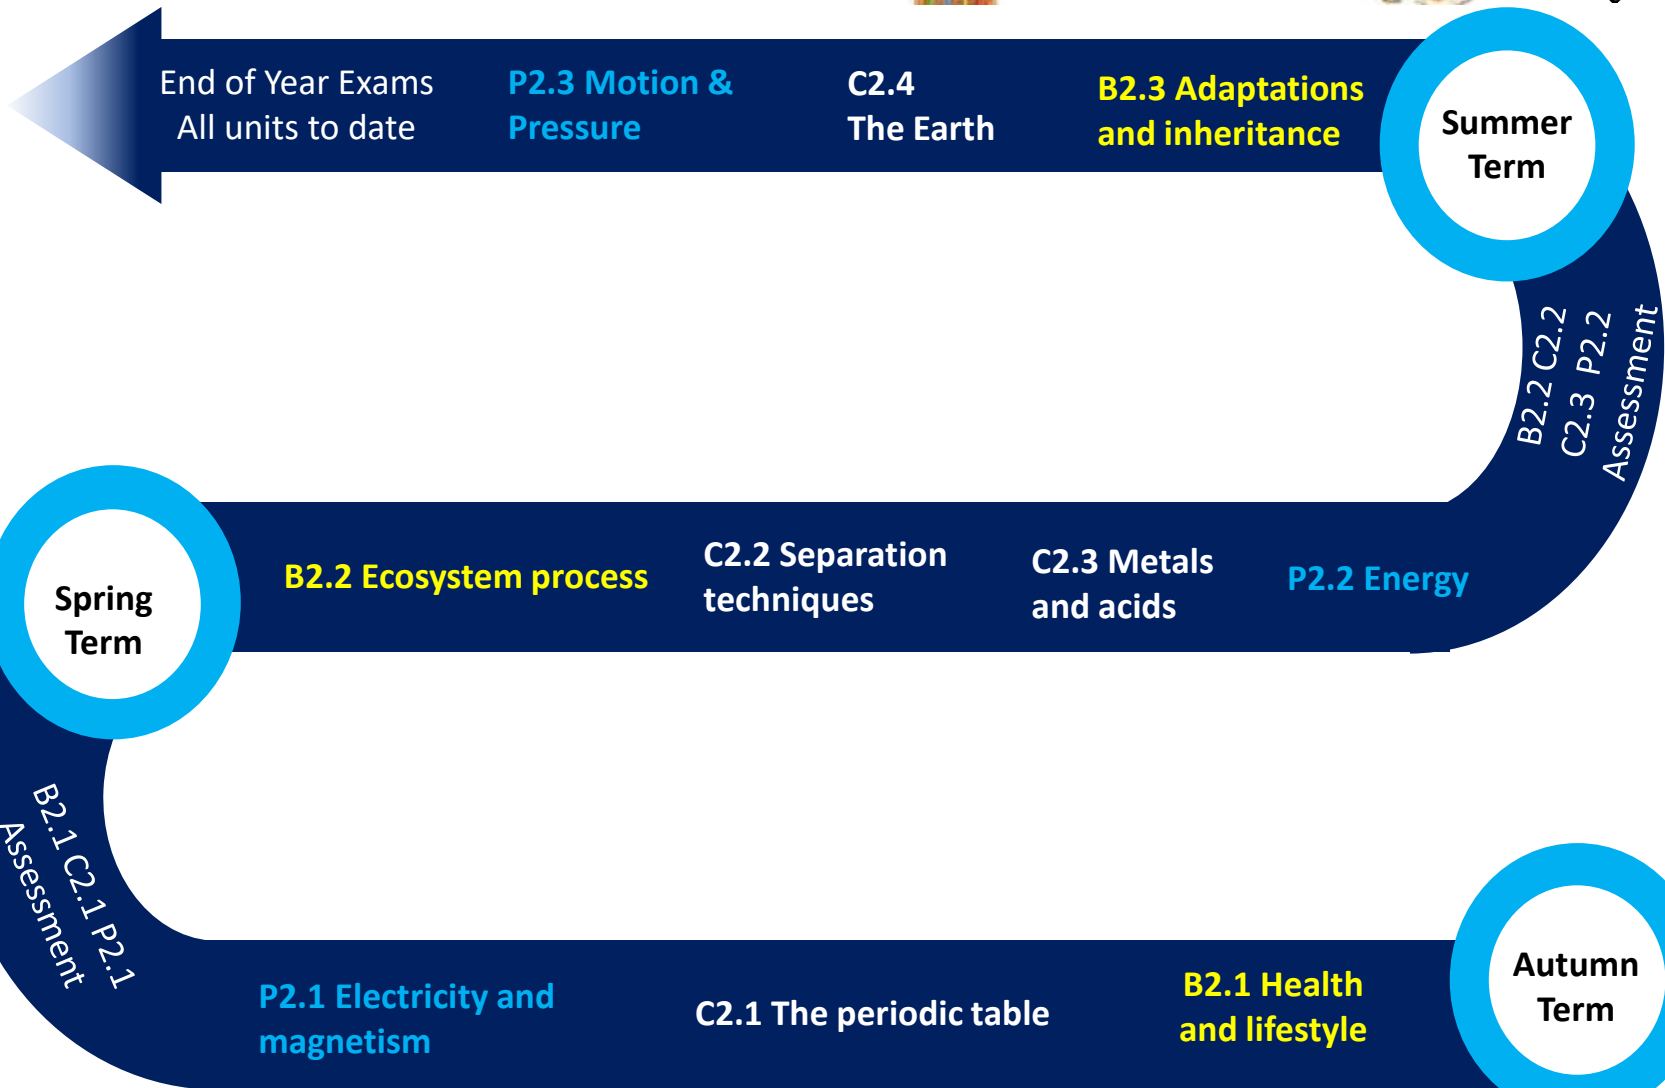 End of Year Exams
All units to date
P2.3 Motion &
Pressure
C2.4
The Earth
B2.3 Adaptations
and inheritance
Summer
Term
B2.2 C2.2
C2.3 P2.2
Assessment
Spring
Term
B2.2 Ecosystem process
C2.2 Separation
techniques
C2.3 Metals
and acids
P2.2 Energy
B2.1 C2.1 P2.1
Assessment
P2.1 Electricity and
magnetism
C2.1 The periodic table
B2.1 Health
and lifestyle
Autumn
Term